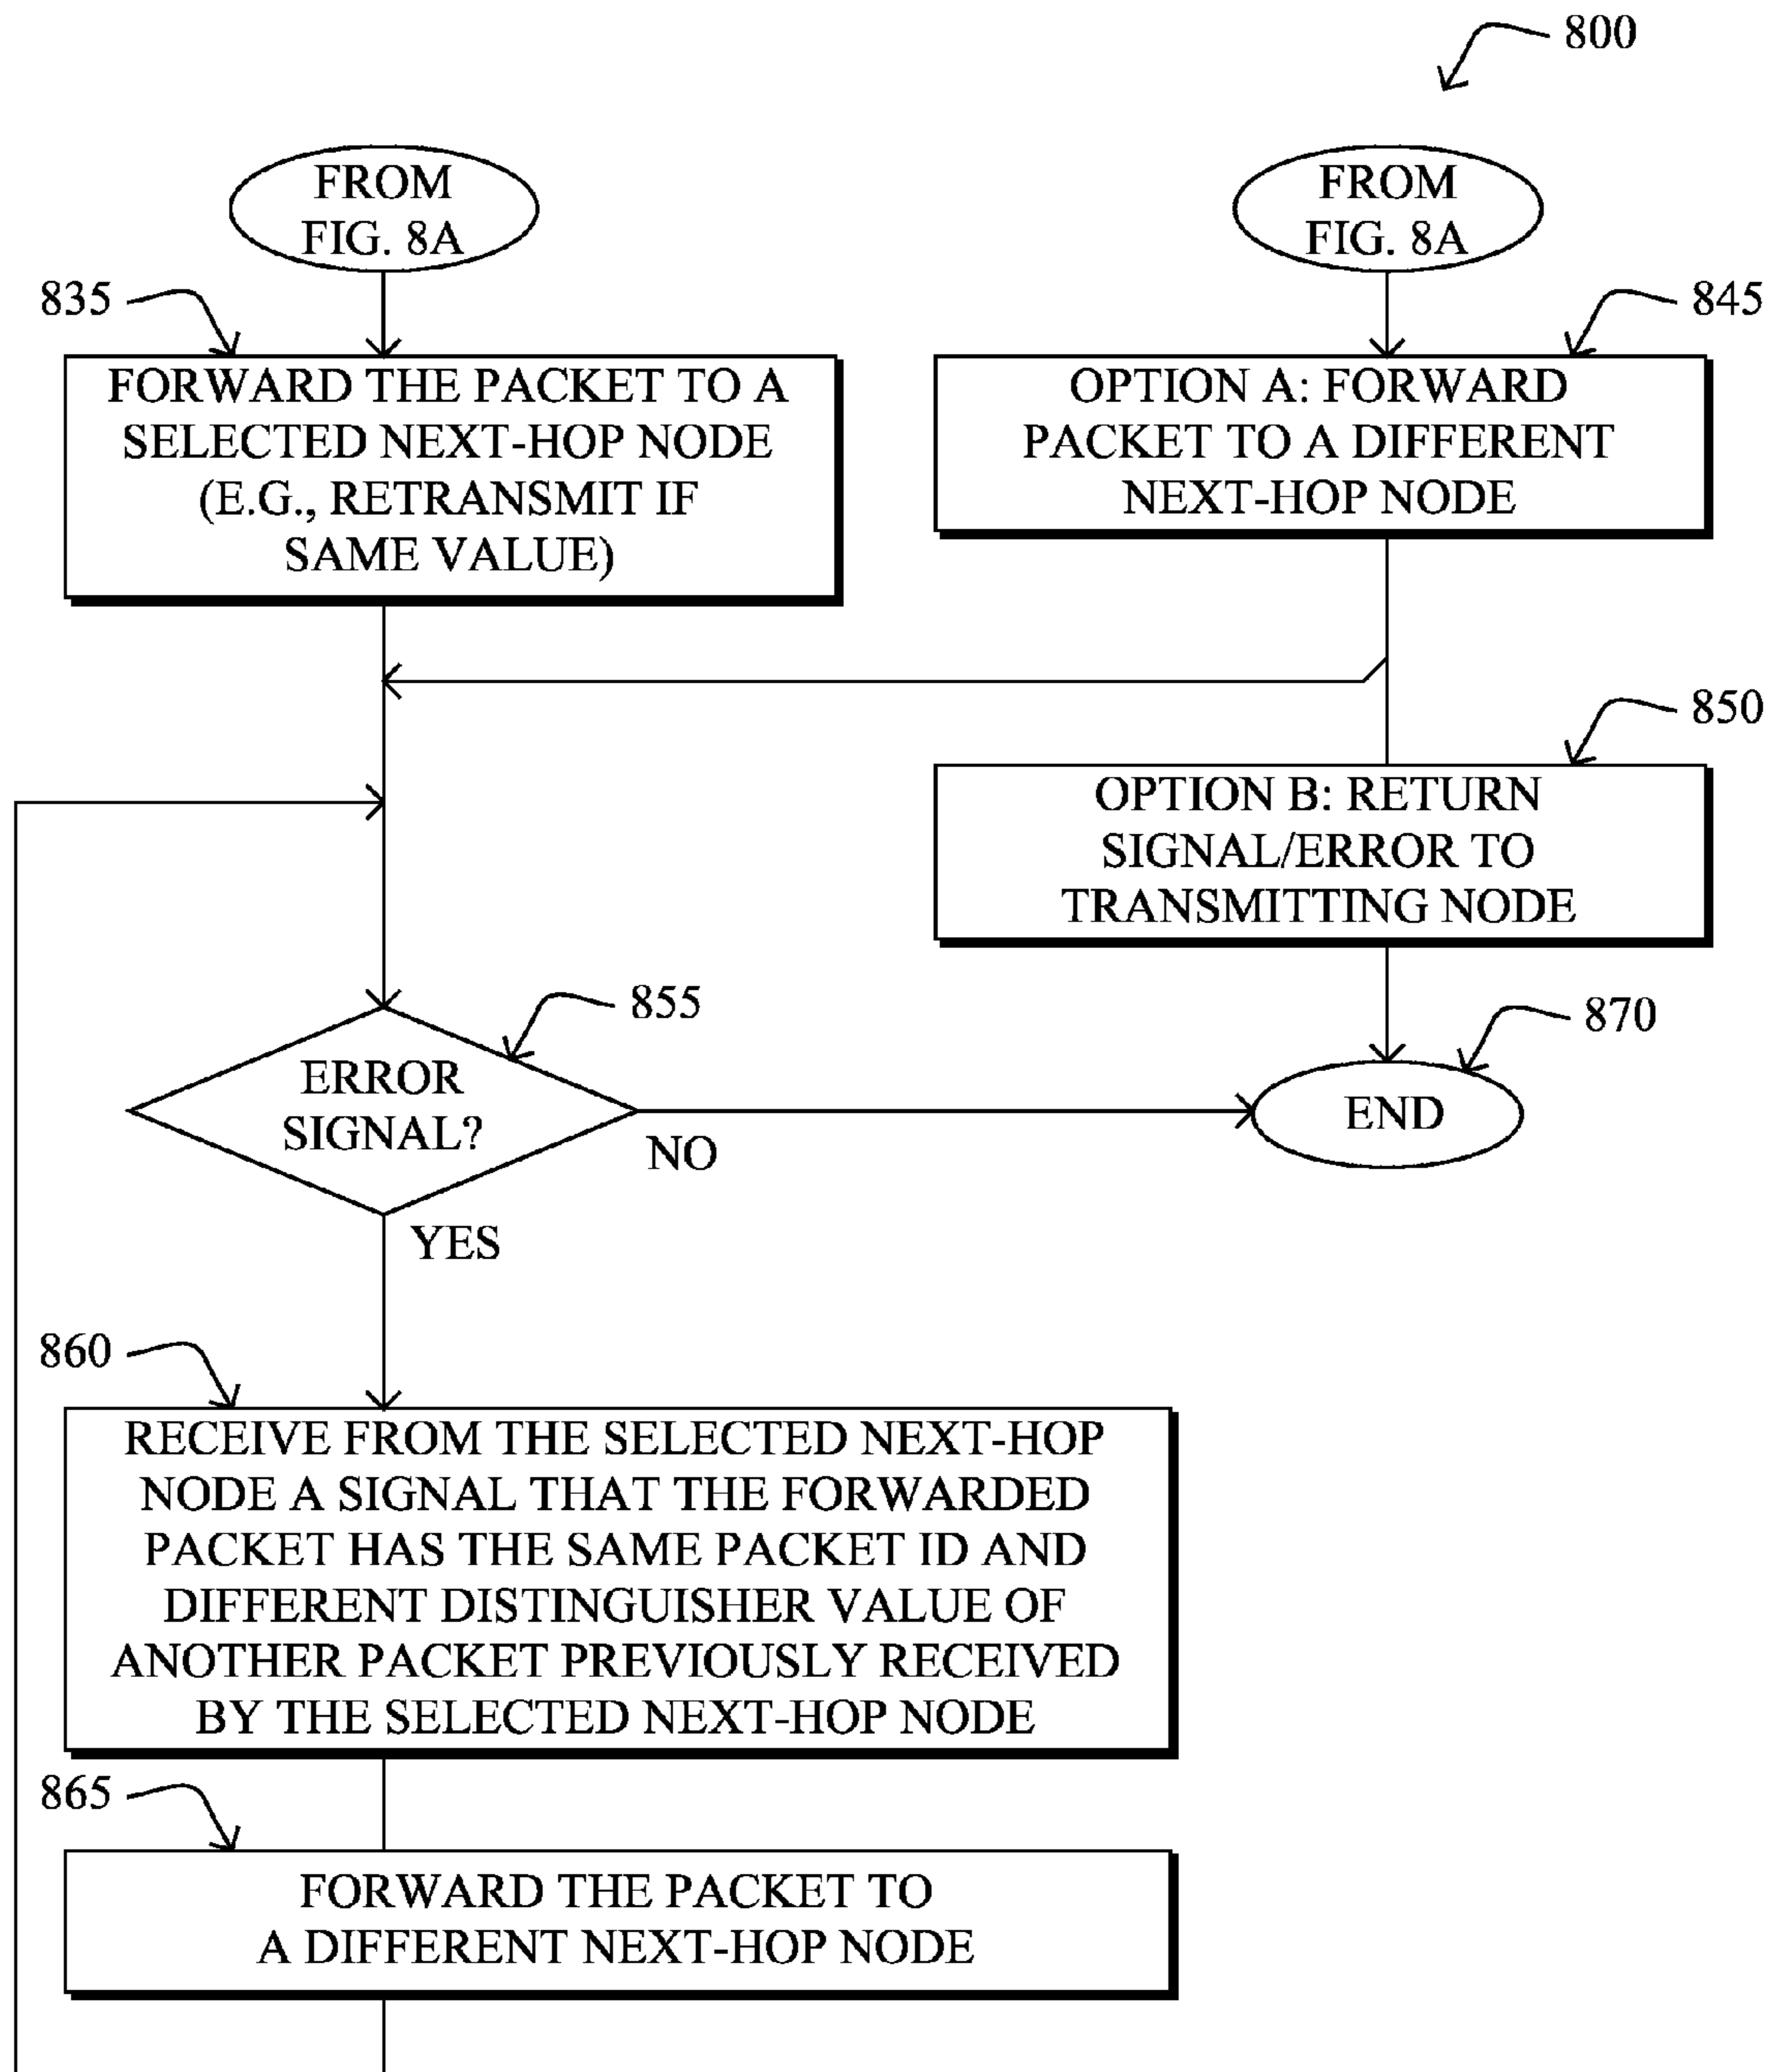 800
FROM
FIG. 8A
FROM
FIG. 8A
835
845
FORWARD THE PACKET TO A
SELECTED NEXT-HOP NODE
(E.G., RETRANSMIT IF
SAME VALUE)
OPTION A: FORWARD
PACKET TO A DIFFERENT
NEXT-HOP NODE
850
OPTION B: RETURN
SIGNAL/ERROR TO
TRANSMITTING NODE
855
870
ERROR
SIGNAL?
NO
END
YES
860
RECEIVE FROM THE SELECTED NEXT-HOP
NODE A SIGNAL THAT THE FORWARDED
PACKET HAS THE SAME PACKET ID AND
DIFFERENT DISTINGUISHER VALUE OF
ANOTHER PACKET PREVIOUSLY RECEIVED
BY THE SELECTED NEXT-HOP NODE
865
FORWARD THE PACKET TO
A DIFFERENT NEXT-HOP NODE